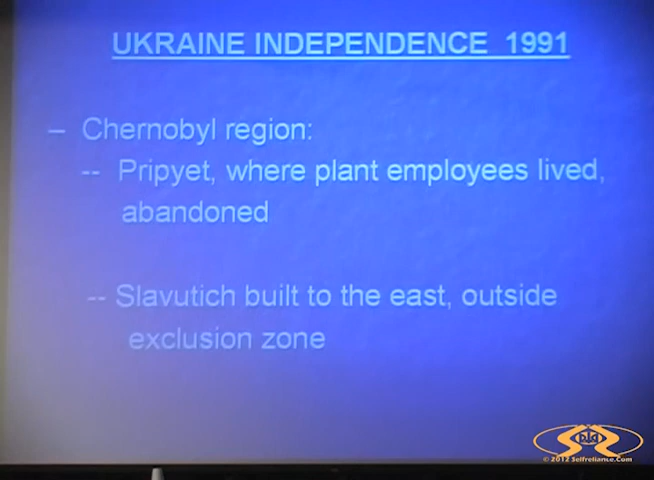 UKRAINE INDEPENDENCE 1991
– Chernobyl region:
-- Pripyet, where plant employees lived,
abandoned
-- Slavutich built to the east, outside
exclusion zone
© 2012 Selfreliance.Com